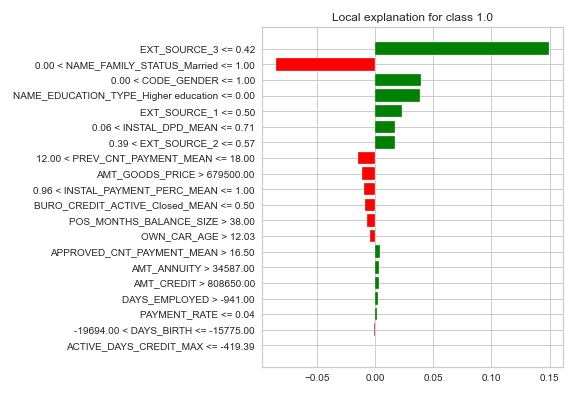 Local explanation for class 1.0
EXT_SOURCE_3 <= 0.42
0.00 < NAME_FAMILY_STATUS_Married <= 1.00
0.00 < CODE_GENDER <= 1.00
NAME_EDUCATION_TYPE_Higher education <= 0.00
EXT_SOURCE_1 <= 0.50
0.06 < INSTAL_DPD_MEAN <= 0.71
0.39 < EXT_SOURCE_2 <= 0.57
12.00 < PREV_CNT_PAYMENT_MEAN <= 18.00
AMT_GOODS_PRICE > 679500.00
0.96 < INSTAL_PAYMENT_PERC_MEAN <= 1.00
BURO_CREDIT_ACTIVE_Closed_MEAN <= 0.50
POS_MONTHS_BALANCE_SIZE > 38.00
OWN_CAR_AGE > 12.03
APPROVED_CNT_PAYMENT_MEAN > 16.50
AMT_ANNUITY > 34587.00
AMT_CREDIT > 808650.00
DAYS_EMPLOYED > -941.00
PAYMENT_RATE <= 0.04
-19694.00 < DAYS_BIRTH <= -15775.00
ACTIVE_DAYS_CREDIT_MAX <= -419.39
−0.05 0.00 0.05 0.10 0.15